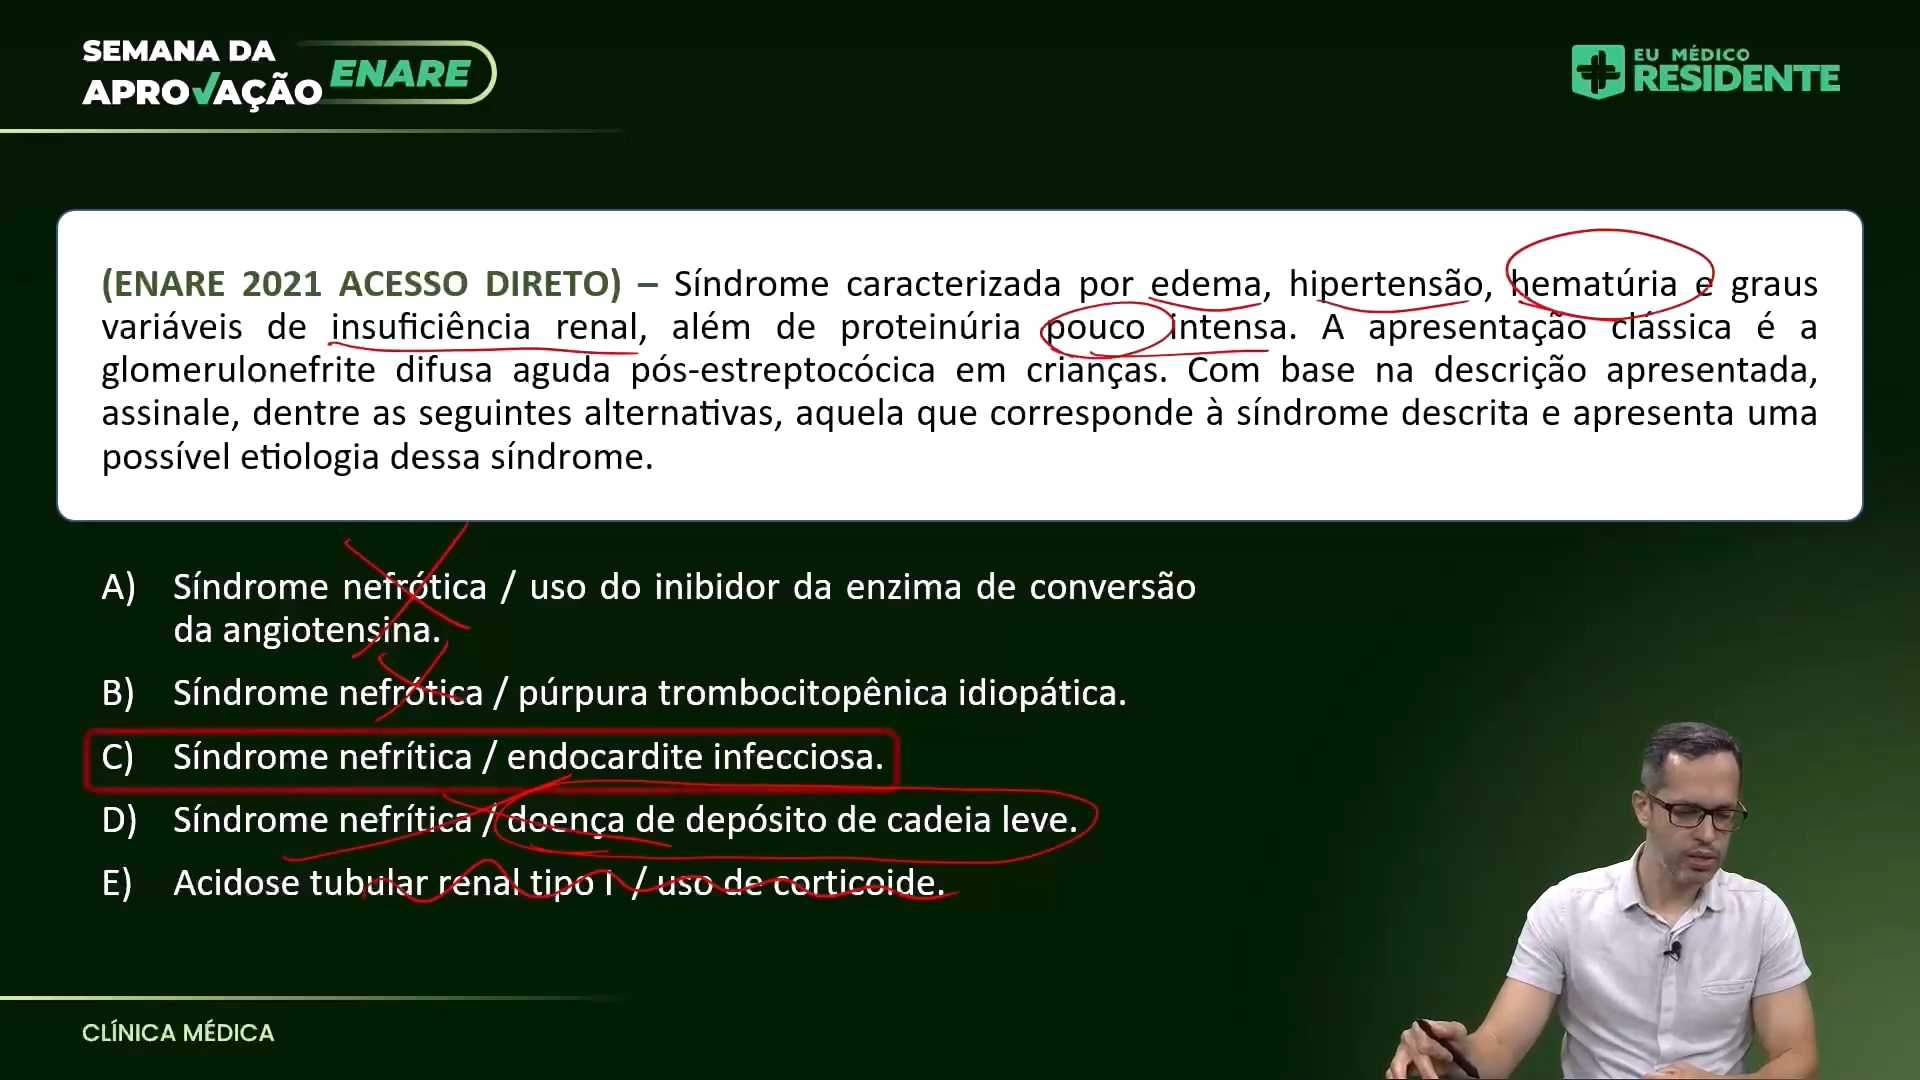 SEMANA DA
APROVAÇÃO ENARE
EU MÉDICO
RESIDENTE
(ENARE 2021 ACESSO DIRETO) – Síndrome caracterizada por edema, hipertensão, hematúria e graus
variáveis de insuficiência renal, além de proteinúria pouco intensa. A apresentação clássica é a
glomerulonefrite difusa aguda pós-estreptocócica em crianças. Com base na descrição apresentada,
assinale, dentre as seguintes alternativas, aquela que corresponde à síndrome descrita e apresenta uma
possível etiologia dessa síndrome.
A) Síndrome nefrótica / uso do inibidor da enzima de conversão
da angiotensina.
B) Síndrome nefrótica / púrpura trombocitopênica idiopática.
C) Síndrome nefrítica / endocardite infecciosa.
D) Síndrome nefrítica / doença de depósito de cadeia leve.
E) Acidose tubular renal tipo I / uso de corticoide.
CLÍNICA MÉDICA